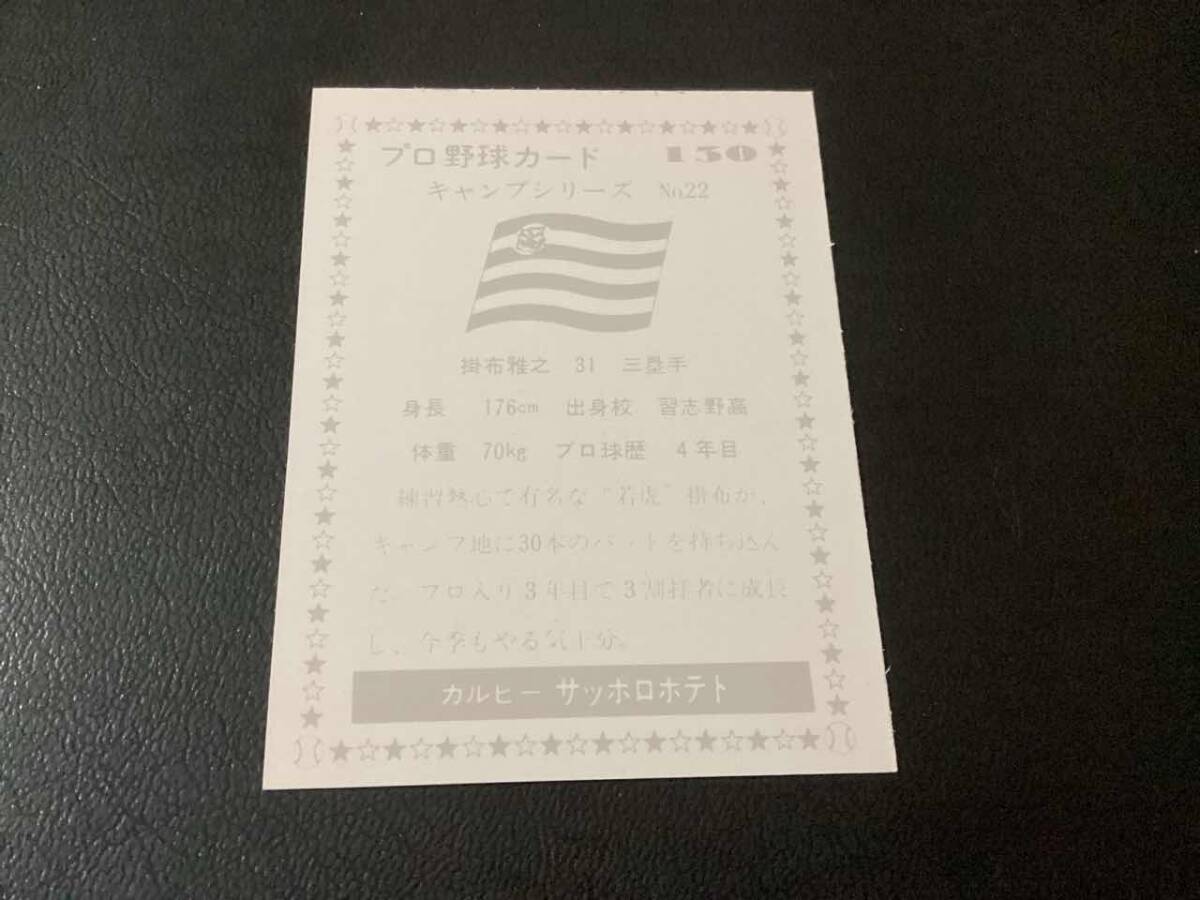 プロ野球カード 150
キャンプシリーズ No.22
掛布雅之 31 三塁手
身長 176cm 出身校 習志野高
体重 70kg プロ球歴 4年目
練習熱心で有名な“若虎”掛布が、
キャンプ地に30本のバットを持ち込ん
だ。プロ入り3年目で3割打者に成長
し、今季もやる気十分。
カルビー サッポロポテト